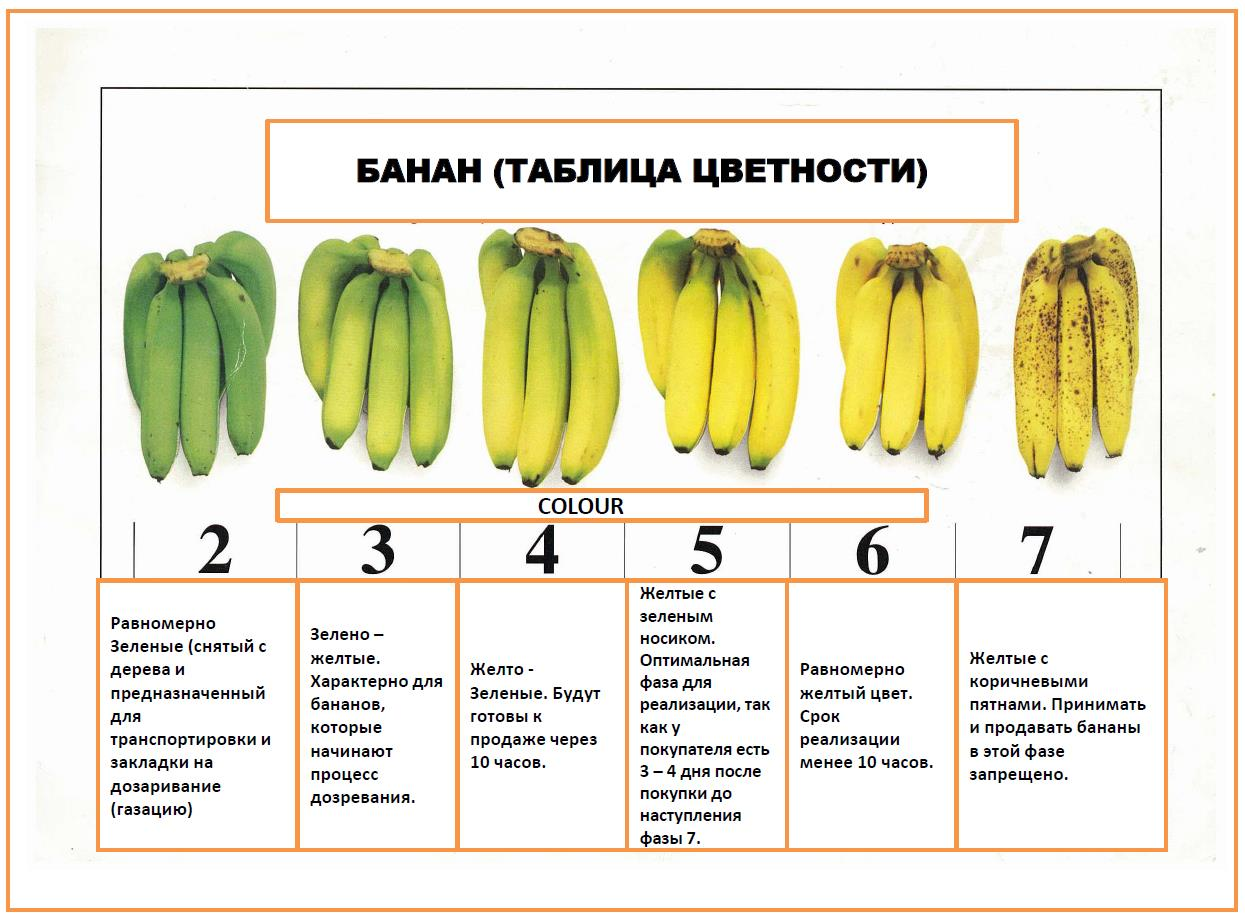 БАНАН (ТАБЛИЦА ЦВЕТНОСТИ)
COLOUR
2 3 4 5 6 7
Равномерно
Зеленые (снятый с
дерева и
предназначенный
для
транспортировки и
закладки на
дозаривание
(газацию)
Зелено –
желтые.
Характерно для
бананов,
которые
начинают
процесс
дозревания.
Желто -
Зеленые. Будут
готовы к
продаже через
10 часов.
Желтые с
зеленым
носиком.
Оптимальная
фаза для
реализации, так
как у
покупателя есть
3 – 4 дня после
покупки до
наступления
фазы 7.
Равномерно
желтый цвет.
Срок
реализации
менее 10 часов.
Желтые с
коричневыми
пятнами. Принимать
и продавать бананы
в этой фазе
запрещено.